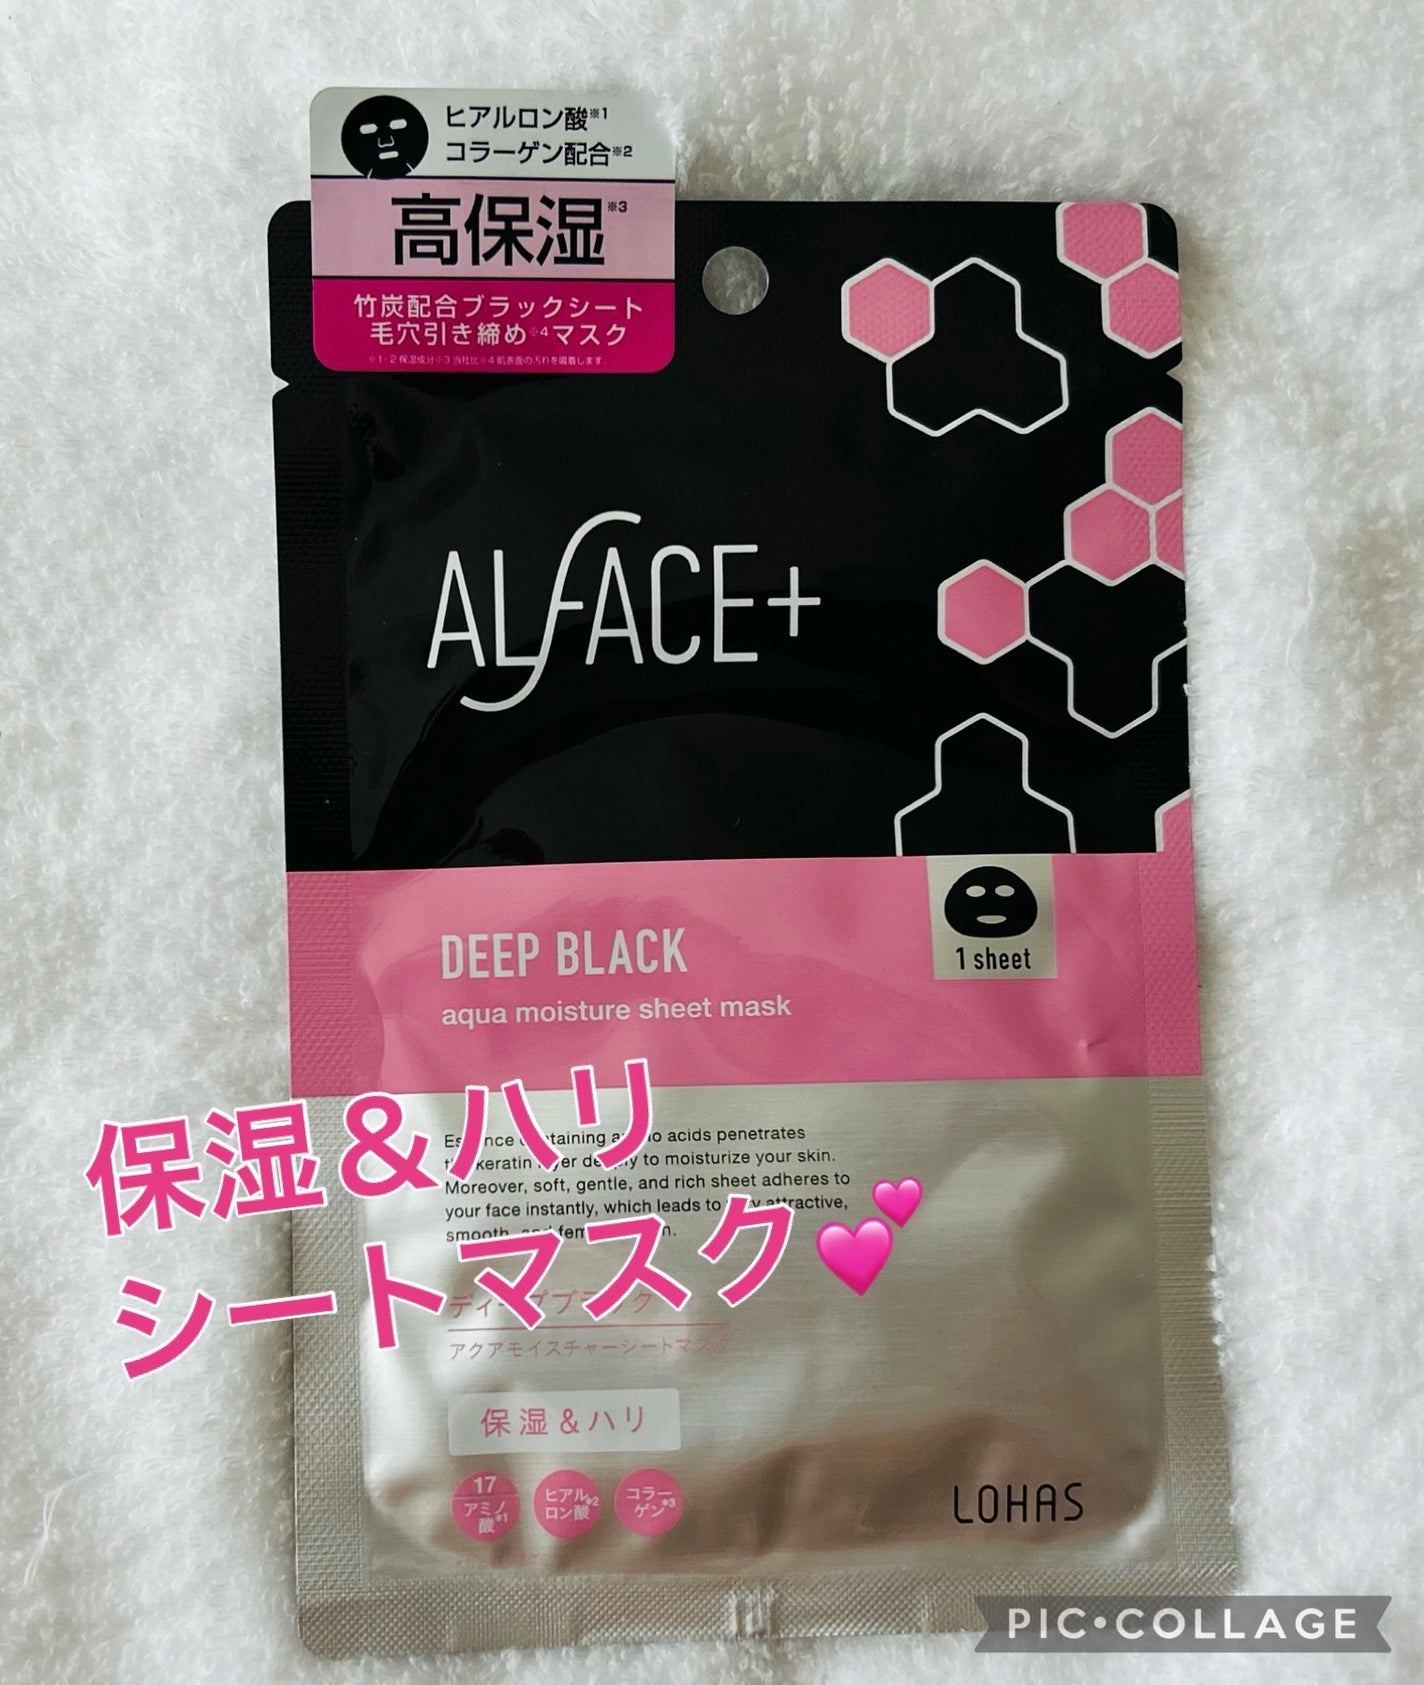 ヒアルロン酸※1
コラーゲン配合※2
高保湿※3
竹炭配合ブラックシート
毛穴引き締め※4マスク
※1・2 保湿成分※3 当社比※4 肌表面の汚れを吸着します。
ALFACE+
DEEP BLACK
aqua moisture sheet mask
1 sheet
acids penetrates
to moisturize your skin.
Moreover, soft, gentle, and rich sheet adheres to
your face instantly, which leads to attractive,
保湿&ハリ
シートマスク💕
アクアモイスチャーシートマスク
保湿&ハリ
17
アミノ
酸※1
ヒアル
ロン酸※2
コラー
ゲン※3
LOHAS
PIC•COLLAGE